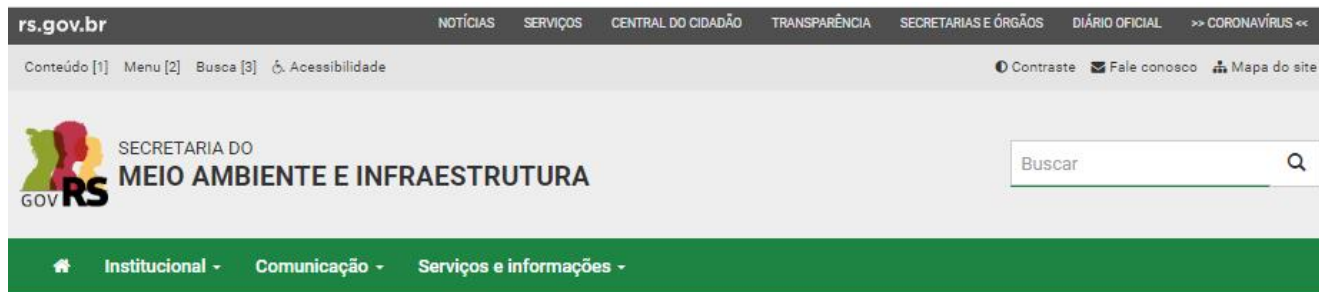 rs.gov.br NOTÍCIAS SERVIÇOS CENTRAL DO CIDADÃO TRANSPARÊNCIA SECRETARIAS E ÓRGÃOS DIÁRIO OFICIAL >> CORONAVÍRUS <<
Conteúdo [1] Menu [2] Busca [3] Acessibilidade Contraste Fale conosco Mapa do site
SECRETARIA DO
MEIO AMBIENTE E INFRAESTRUTURA
GOV RS
Buscar
Institucional Comunicação Serviços e informações